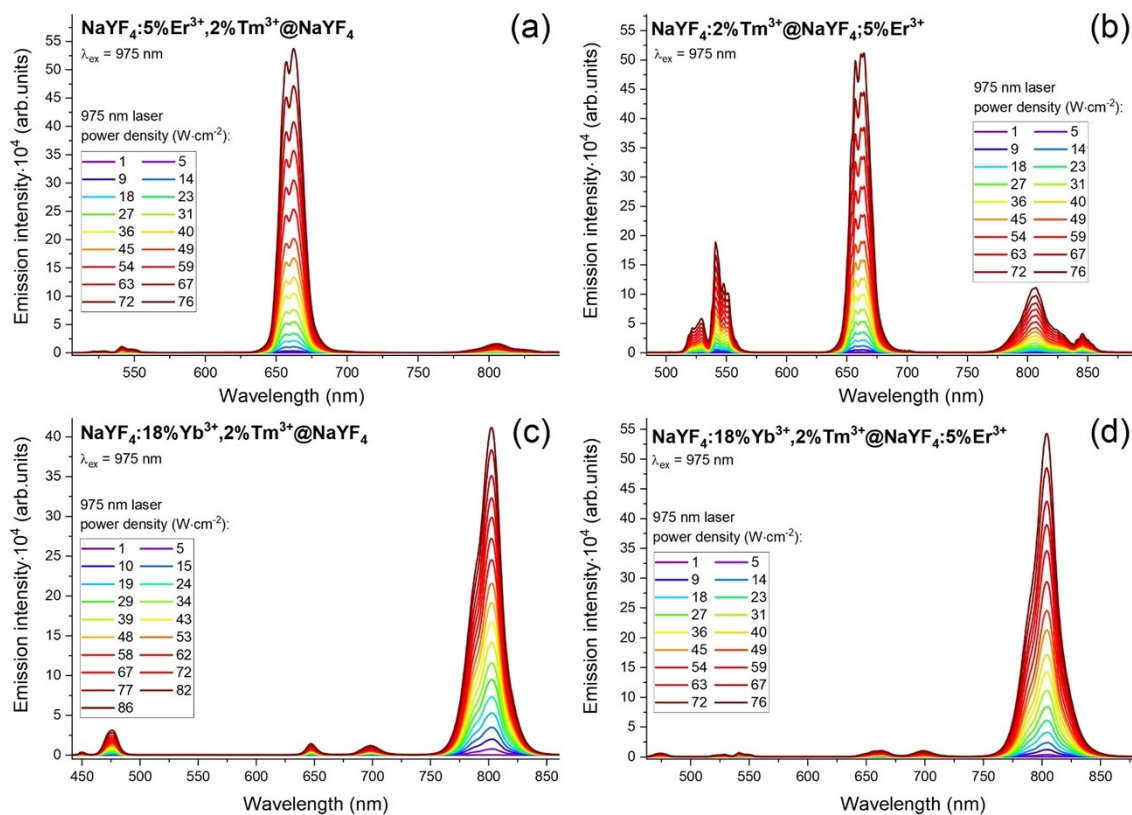 NaYF₄:5%Er³⁺,2%Tm³⁺@NaYF₄
(a)
λex = 975 nm
975 nm laser
power density (W·cm⁻²):
1 5
9 14
18 23
27 31
36 40
45 49
54 59
63 67
72 76
Emission intensity·10⁴ (arb.units)
55
50
45
40
35
30
25
20
15
10
5
0
550 600 650 700 750 800
Wavelength (nm)
NaYF₄:2%Tm³⁺@NaYF₄:5%Er³⁺
(b)
λex = 975 nm
975 nm laser
power density (W·cm⁻²):
1 5
9 14
18 23
27 31
36 40
45 49
54 59
63 67
72 76
Emission intensity·10⁴ (arb.units)
55
50
45
40
35
30
25
20
15
10
5
0
500 550 600 650 700 750 800 850
Wavelength (nm)
NaYF₄:18%Yb³⁺,2%Tm³⁺@NaYF₄
(c)
λex = 975 nm
975 nm laser
power density (W·cm⁻²):
1 5
10 15
19 24
29 34
39 43
48 53
58 62
67 72
77 82
86
Emission intensity·10⁴ (arb.units)
40
35
30
25
20
15
10
5
0
450 500 550 600 650 700 750 800 850
Wavelength (nm)
NaYF₄:18%Yb³⁺,2%Tm³⁺@NaYF₄:5%Er³⁺
(d)
λex = 975 nm
975 nm laser
power density (W·cm⁻²):
1 5
9 14
18 23
27 31
36 40
45 49
54 59
63 67
72 76
Emission intensity·10⁴ (arb.units)
55
50
45
40
35
30
25
20
15
10
5
0
500 550 600 650 700 750 800 850
Wavelength (nm)